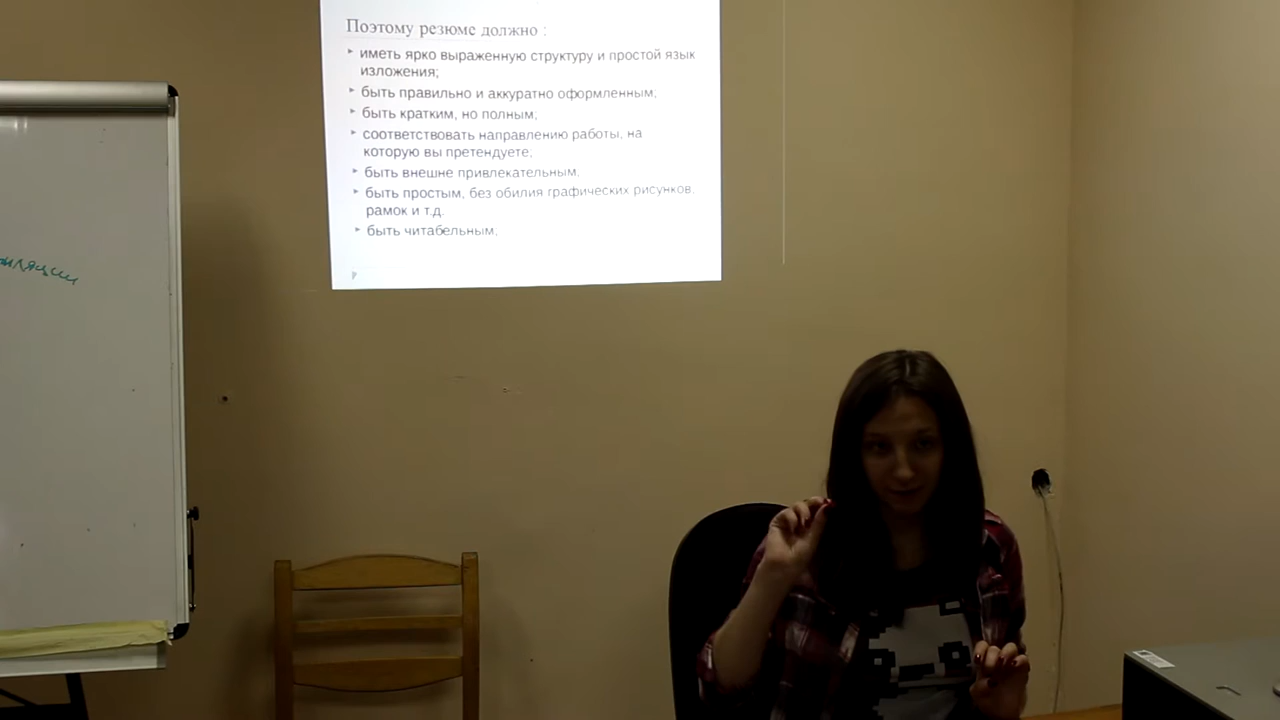 Поэтому резюме должно :
иметь ярко выраженную структуру и простой язык
изложения;
быть правильно и аккуратно оформленным;
быть кратким, но полным;
соответствовать направлению работы, на
которую вы претендуете;
быть внешне привлекательным.
быть простым, без обилия графических рисунков,
рамок и т.д.
быть читабельным;